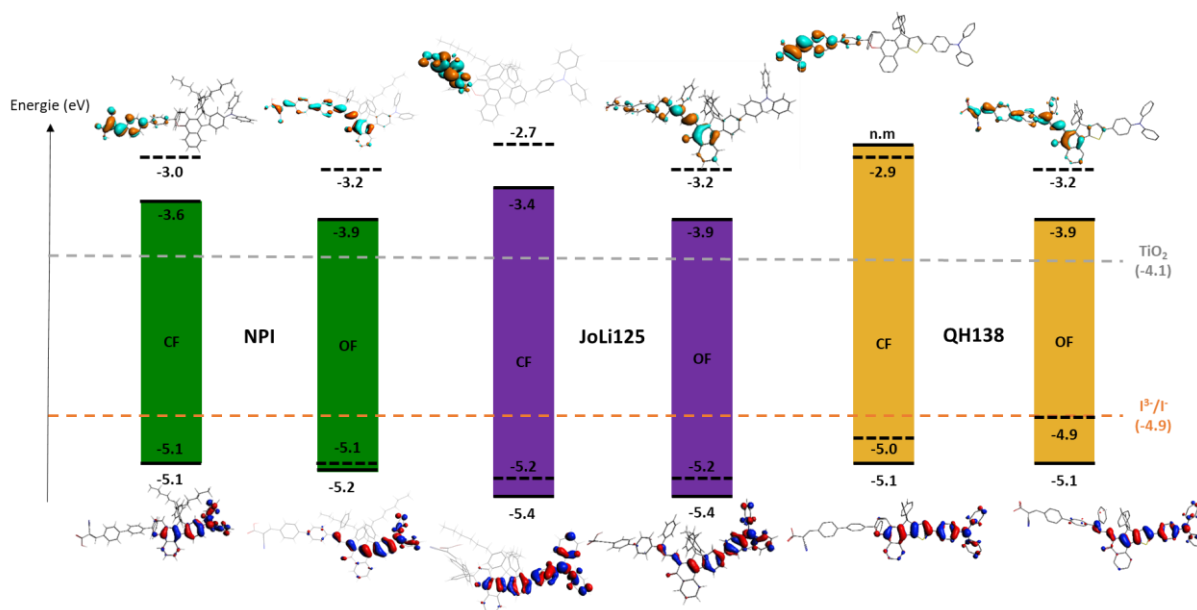 Energie (eV)
-3.0
-3.2
-2.7
-3.2
n.m
-2.9
-3.2
-3.6
-3.9
-3.4
-3.9
-3.9
TiO2
(-4.1)
CF
NPI
OF
CF
JoLi125
OF
CF
QH138
OF
I3-/I-
(-4.9)
-5.1
-5.1
-5.2
-5.2
-5.0
-4.9
-5.1
-5.2
-5.4
-5.4
-5.1
-5.1